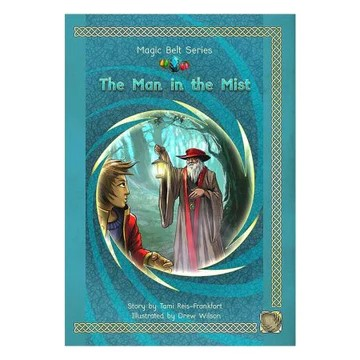 Magic Belt Series
The Man in the Mist
Story by Tami Reis-Frankfort
Illustrated by Drew Wilson